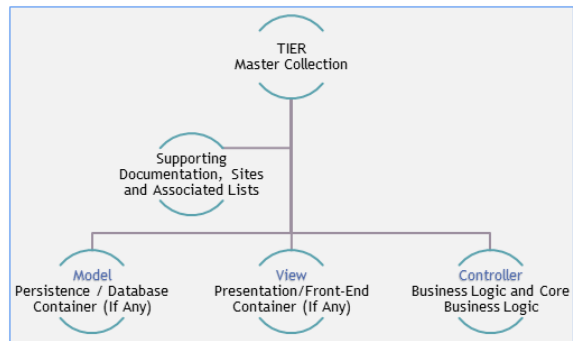 TIER
Master Collection
Supporting
Documentation, Sites
and Associated Lists
Model
Persistence / Database
Container (If Any)
View
Presentation/Front-End
Container (If Any)
Controller
Business Logic and Core
Business Logic